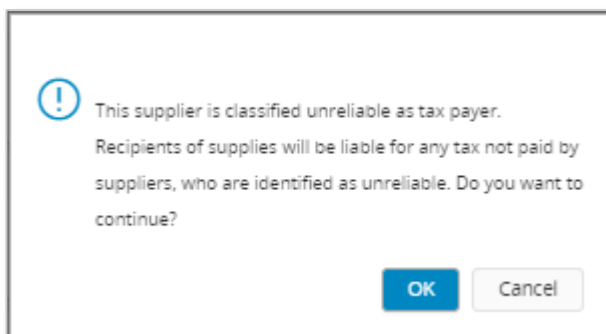 This supplier is classified unreliable as tax payer.
Recipients of supplies will be liable for any tax not paid by
suppliers, who are identified as unreliable. Do you want to
continue?
OK Cancel